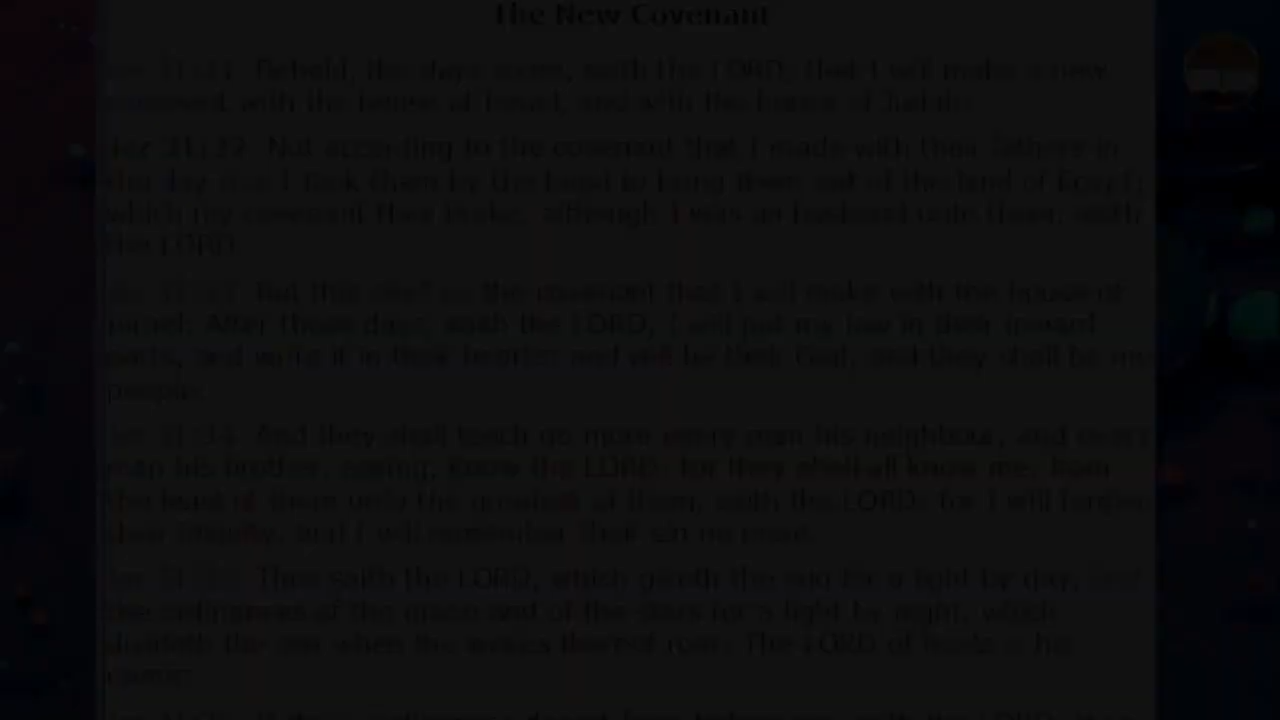 The New Covenant
Jer 31:31 Behold, the days come, saith the LORD, that I will make a new
covenant with the house of Israel, and with the house of Judah:
Jer 31:32 Not according to the covenant that I made with their fathers in
the day that I took them by the hand to bring them out of the land of Egypt;
which my covenant they brake, although I was an husband unto them, saith
the LORD:
Jer 31:33 But this shall be the covenant that I will make with the house of
Israel; After those days, saith the LORD, I will put my law in their inward
parts, and write it in their hearts; and will be their God, and they shall be my
people.
Jer 31:34 And they shall teach no more every man his neighbour, and every
man his brother, saying, Know the LORD: for they shall all know me, from
the least of them unto the greatest of them, saith the LORD: for I will forgive
their iniquity, and I will remember their sin no more.
Jer 31:35 Thus saith the LORD, which giveth the sun for a light by day, and
the ordinances of the moon and of the stars for a light by night, which
divideth the sea when the waves thereof roar; The LORD of hosts is his
name: